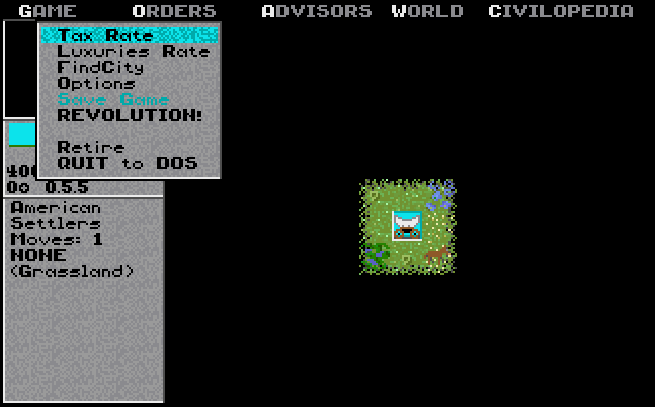 GAME ORDERS ADVISORS WORLD CIVILOPEDIA
Tax Rate
Luxuries Rate
FindCity
Options
Save Game
REVOLUTION!
Retire
QUIT to DOS
0 0.5.5
American
Settlers
Moves: 1
NONE
(Grassland)